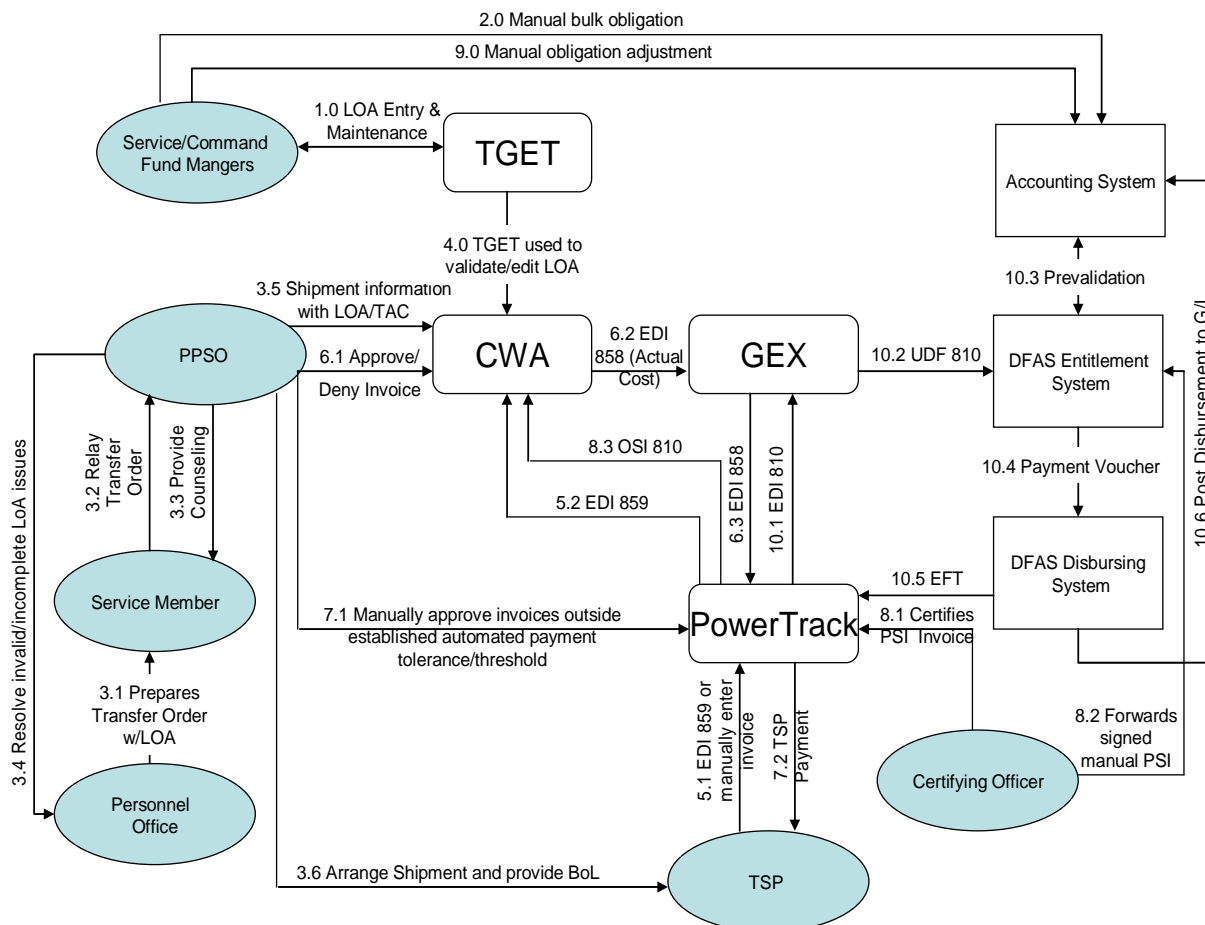 2.0 Manual bulk obligation
9.0 Manual obligation adjustment
1.0 LOA Entry &
Maintenance
Service/Command
Fund Mangers
TGET
Accounting System
4.0 TGET used to
validate/edit LOA
10.3 Prevalidation
3.5 Shipment information
with LOA/TAC
PPSO
6.1 Approve/
Deny Invoice
CWA
6.2 EDI
858 (Actual
Cost)
GEX
10.2 UDF 810
DFAS Entitlement
System
3.4 Resolve invalid/incomplete LoA issues
3.2 Relay
Transfer
Order
3.3 Provide
Counseling
8.3 OSI 810
5.2 EDI 859
6.3 EDI 858
10.1 EDI 810
10.4 Payment Voucher
10.6 Post Disbursement to G/L
Service Member
DFAS Disbursing
System
10.5 EFT
7.1 Manually approve invoices outside
established automated payment
tolerance/threshold
PowerTrack
8.1 Certifies
PSI Invoice
3.1 Prepares
Transfer Order
w/LOA
5.1 EDI 859 or
manually enter
invoice
7.2 TSP
Payment
8.2 Forwards
signed
manual PSI
Certifying Officer
Personnel
Office
3.6 Arrange Shipment and provide BoL
TSP